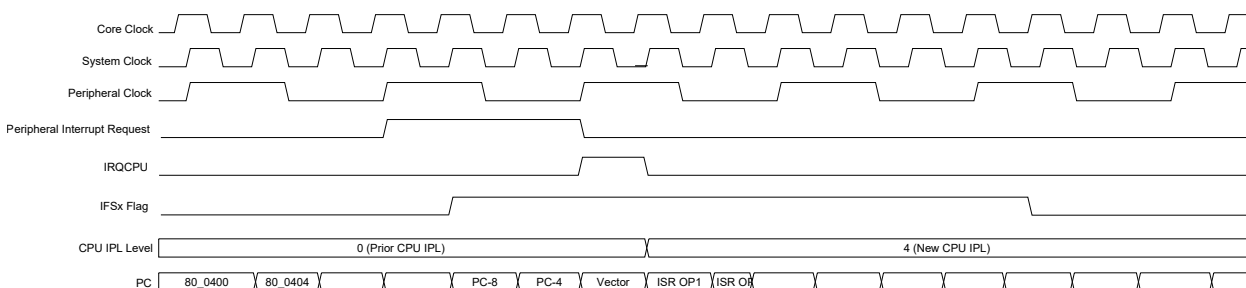 Core Clock
System Clock
Peripheral Clock
Peripheral Interrupt Request
IRQCPU
IFSx Flag
CPU IPL Level 0 (Prior CPU IPL) 4 (New CPU IPL)
PC 80_0400 80_0404 PC-8 PC-4 Vector ISR OP1 ISR